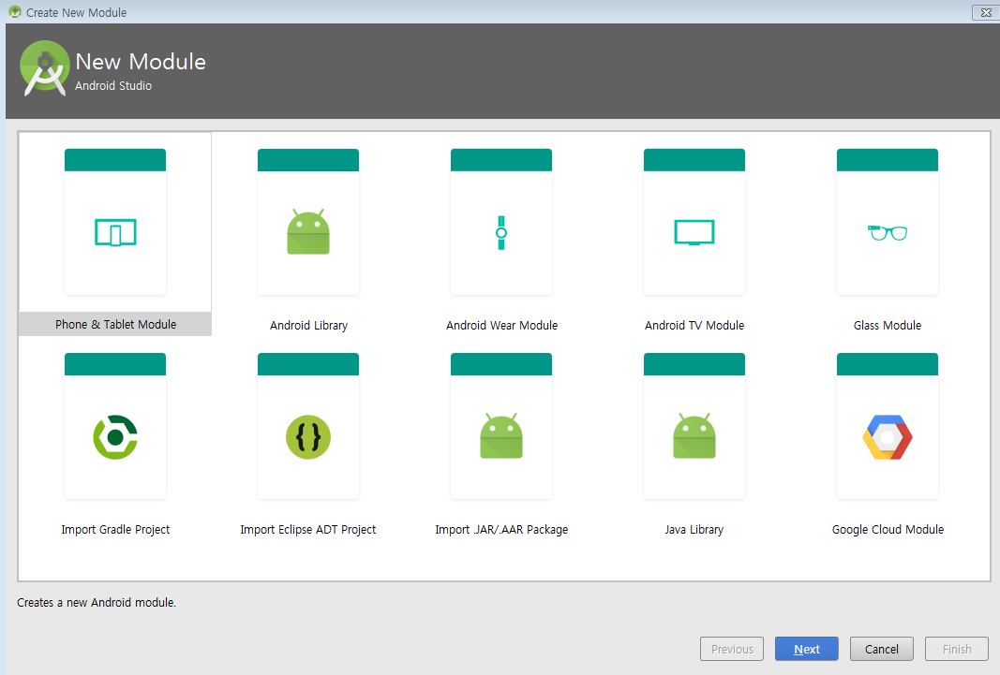 Create New Module
New Module
Android Studio
Phone & Tablet Module
Android Library
Android Wear Module
Android TV Module
Glass Module
{}
Import Gradle Project
Import Eclipse ADT Project
Import .JAR/.AAR Package
Java Library
Google Cloud Module
Creates a new Android module.
Previous
Next
Cancel
Finish